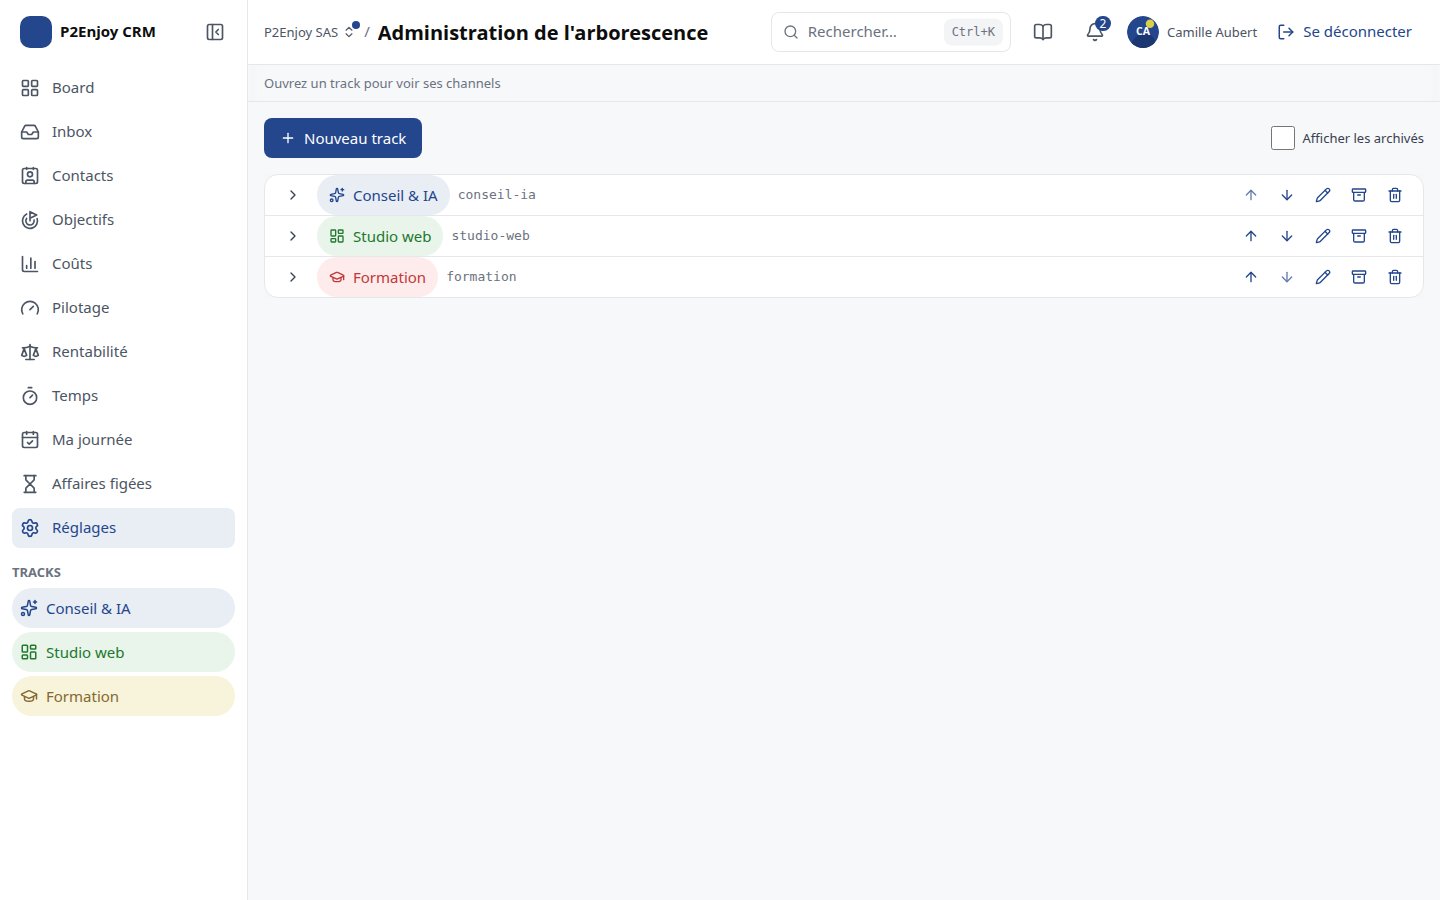 P2Enjoy CRM
Board
Inbox
Contacts
Objectifs
Coûts
Pilotage
Rentabilité
Temps
Ma journée
Affaires figées
Réglages
TRACKS
Conseil & IA
Studio web
Formation
P2Enjoy SAS / Administration de l'arborescence
Rechercher... Ctrl+K
2
CA Camille Aubert
Se déconnecter
Ouvrez un track pour voir ses channels
Nouveau track
Afficher les archivés
Conseil & IA conseil-ia
Studio web studio-web
Formation formation